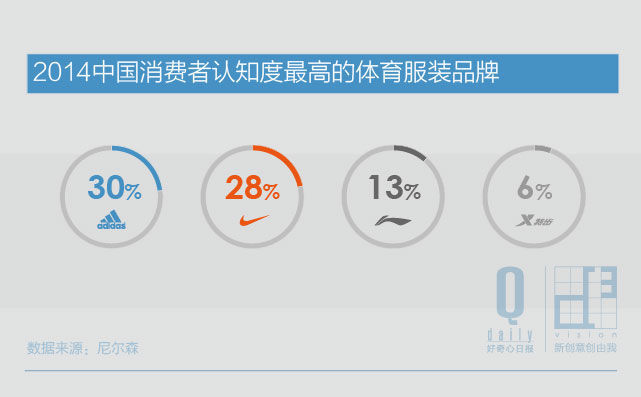 2014中国消费者认知度最高的体育服装品牌
30%
28%
13%
6%
adidas
特步
数据来源：尼尔森
Q
daily
好奇心日报
vision
新创意创由我